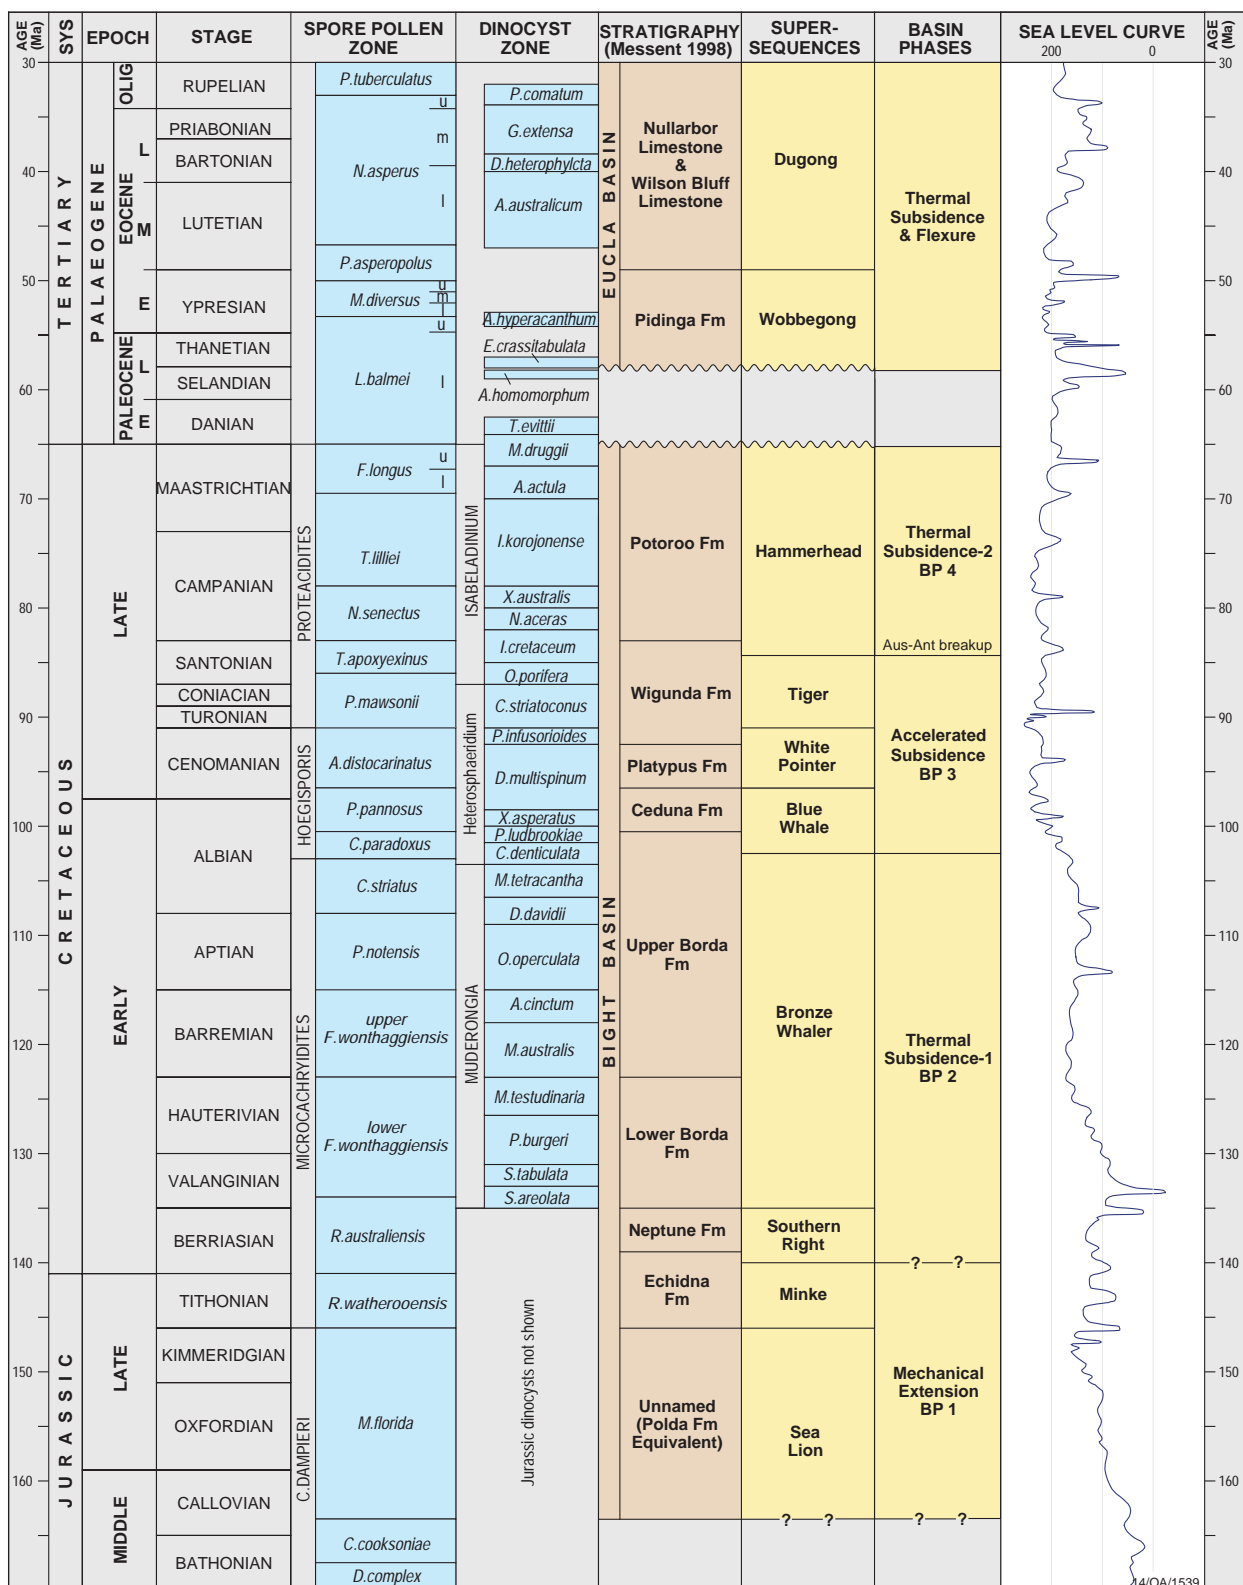 AGE (Ma)
SYS
EPOCH
STAGE
SPORE POLLEN
ZONE
DINOCYST
ZONE
STRATIGRAPHY
(Messent 1998)
SUPER-
SEQUENCES
BASIN
PHASES
SEA LEVEL CURVE
200 0
AGE (Ma)
30
40
50
60
70
80
90
100
110
120
130
140
150
160
TERTIARY
CRETACEOUS
JURASSIC
PALAEOGENE
OLIG
EOCENE
L
M
E
PALEOCENE
L
E
LATE
EARLY
LATE
MIDDLE
RUPELIAN
PRIABONIAN
BARTONIAN
LUTETIAN
YPRESIAN
THANETIAN
SELANDIAN
DANIAN
MAASTRICHTIAN
CAMPANIAN
SANTONIAN
CONIACIAN
TURONIAN
CENOMANIAN
ALBIAN
APTIAN
BARREMIAN
HAUTERIVIAN
VALANGINIAN
BERRIASIAN
TITHONIAN
KIMMERIDGIAN
OXFORDIAN
CALLOVIAN
BATHONIAN
PROTEACIDITES
HOEGISPORIS
MICROCACHRYIDITES
C.DAMPIERI
P.tuberculatus
u
m
N.asperus
l
P.asperopolus
u
M.diversus
m
l
u
L.balmei
l
u
F.longus
l
T.lilliei
N.senectus
T.apoxyexinus
P.mawsonii
A.distocarinatus
P.pannosus
C.paradoxus
C.striatus
P.notensis
upper
F.wonthaggiensis
lower
F.wonthaggiensis
R.australiensis
R.watherooensis
M.florida
C.cooksoniae
D.complex
ISABELADINIUM
Heterosphaeridium
MUDERONGIA
P.comatum
G.extensa
D.heterophylcta
A.australicum
A.hyperacanthum
E.crassitabulata
A.homomorphum
T.evittii
M.druggii
A.actula
I.korojonense
X.australis
N.aceras
I.cretaceum
O.porifera
C.striatoconus
P.infusorioides
D.multispinum
X.asperatus
P.ludbrookiae
C.denticulata
M.tetracantha
D.davidii
O.operculata
A.cinctum
M.australis
M.testudinaria
P.burgeri
S.tabulata
S.areolata
Jurassic dinocysts not shown
EUCLA BASIN
BIGHT BASIN
Nullarbor
Limestone
&
Wilson Bluff
Limestone
Pidinga Fm
Potoroo Fm
Wigunda Fm
Platypus Fm
Ceduna Fm
Upper Borda
Fm
Lower Borda
Fm
Neptune Fm
Echidna
Fm
Unnamed
(Polda Fm
Equivalent)
Dugong
Wobbegong
Hammerhead
Tiger
White
Pointer
Blue
Whale
Bronze
Whaler
Southern
Right
Minke
Sea
Lion
? ?
Thermal
Subsidence
& Flexure
Thermal
Subsidence-2
BP 4
Aus-Ant breakup
Accelerated
Subsidence
BP 3
Thermal
Subsidence-1
BP 2
? ?
Mechanical
Extension
BP 1
? ?
30
40
50
60
70
80
90
100
110
120
130
140
150
160
14/OA/1539